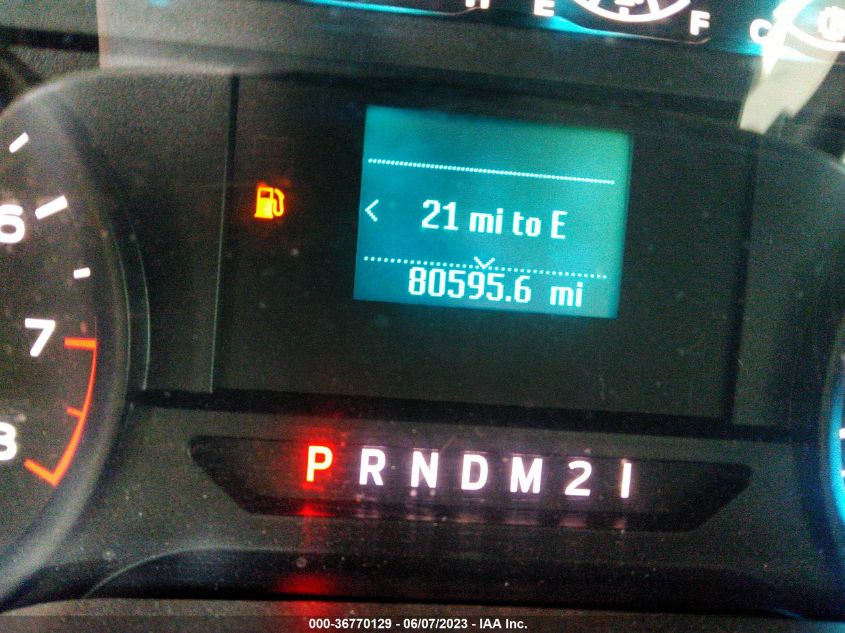 H E F C
21 mi to E
80595.6 mi
6
7
8
P R N D M 2 1
000-36770129 - 06/07/2023 - IAA Inc.